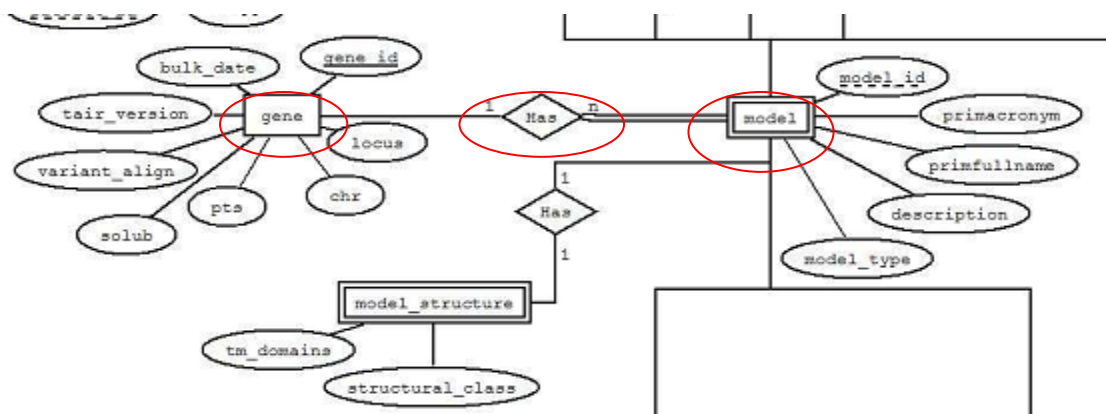 bulk_date
gene_id
model_id
tair_version
gene
1
Has
n
model
primacronym
locus
primfullname
variant_align
1
pts
chr
Has
description
solub
1
model_type
model_structure
tm_domains
structural_class